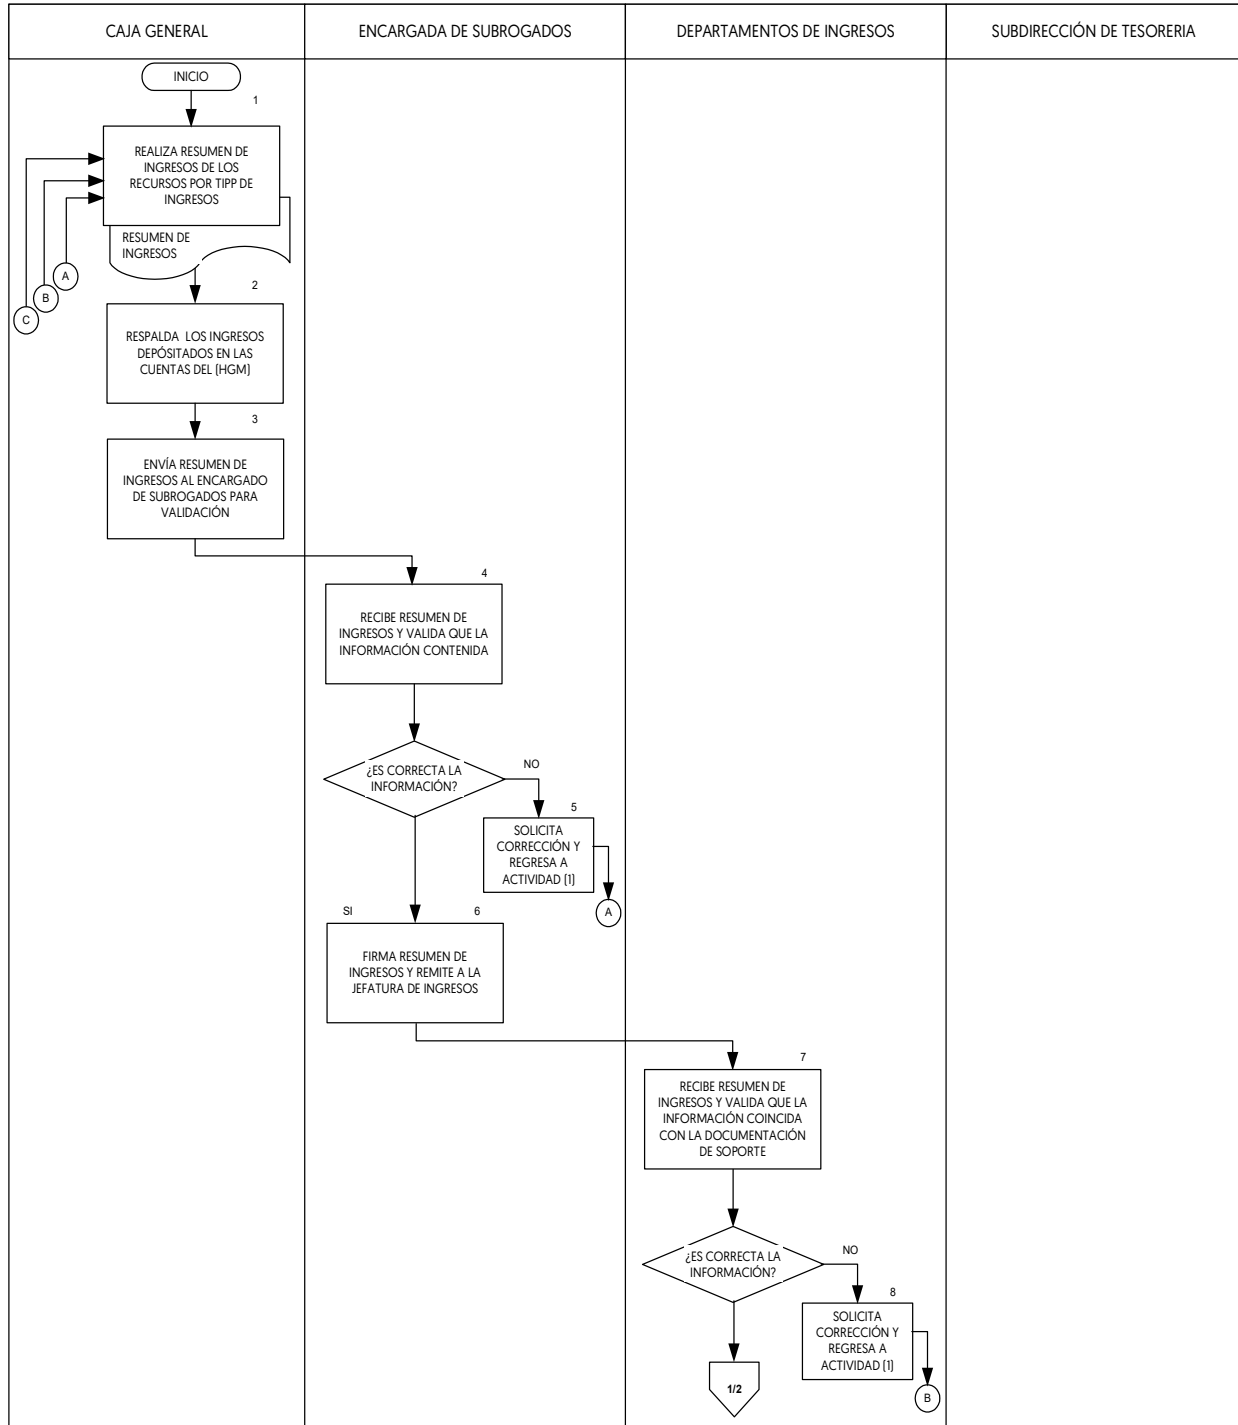 CAJA GENERAL
ENCARGADA DE SUBROGADOS
DEPARTAMENTOS DE INGRESOS
SUBDIRECCIÓN DE TESORERIA
INICIO
1
REALIZA RESUMEN DE
INGRESOS DE LOS
RECURSOS POR TIPP DE
INGRESOS
RESUMEN DE
INGRESOS
A
B
C
2
RESPALDA LOS INGRESOS
DEPÓSITADOS EN LAS
CUENTAS DEL (HGM)
3
ENVÍA RESUMEN DE
INGRESOS AL ENCARGADO
DE SUBROGADOS PARA
VALIDACIÓN
4
RECIBE RESUMEN DE
INGRESOS Y VALIDA QUE LA
INFORMACIÓN CONTENIDA
¿ES CORRECTA LA
INFORMACIÓN?
NO
5
SOLICITA
CORRECCIÓN Y
REGRESA A
ACTIVIDAD (1)
A
SI
6
FIRMA RESUMEN DE
INGRESOS Y REMITE A LA
JEFATURA DE INGRESOS
7
RECIBE RESUMEN DE
INGRESOS Y VALIDA QUE LA
INFORMACIÓN COINCIDA
CON LA DOCUMENTACIÓN
DE SOPORTE
¿ES CORRECTA LA
INFORMACIÓN?
NO
8
SOLICITA
CORRECCIÓN Y
REGRESA A
ACTIVIDAD (1)
B
1/2